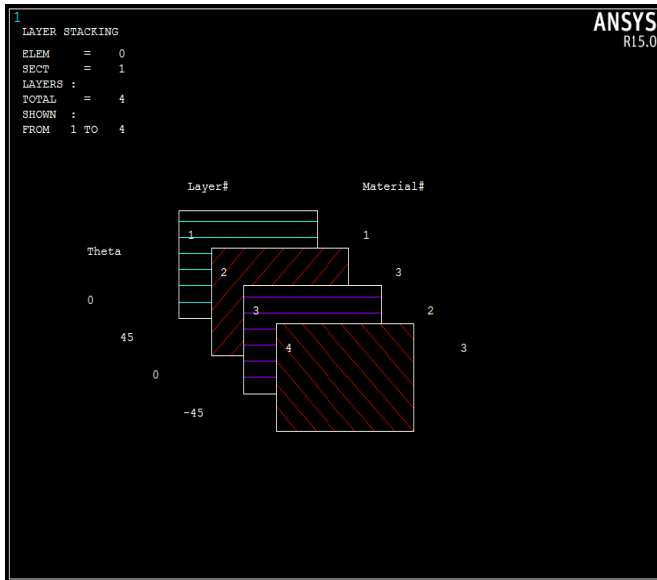 1
ANSYS
R15.0
LAYER STACKING
ELEM = 0
SECT = 1
LAYERS :
TOTAL = 4
SHOWN :
FROM 1 TO 4
Layer# Material#
1 1
Theta
2 3
0
3 2
45
4 3
0
-45